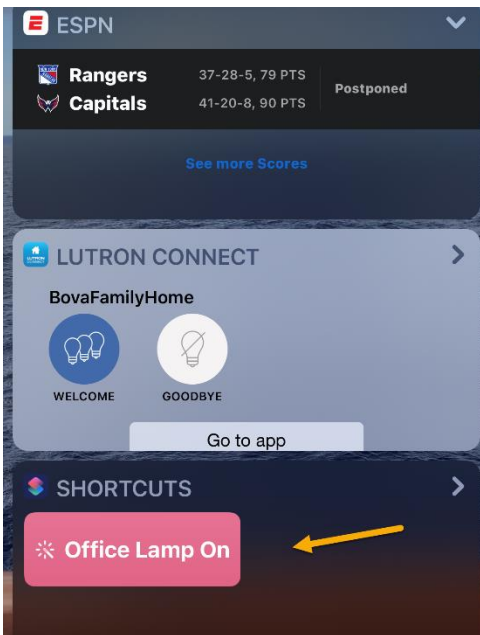 ESPN
Rangers 37-28-5, 79 PTS
Postponed
Capitals 41-20-8, 90 PTS
See more Scores
LUTRON CONNECT
BovaFamilyHome
WELCOME GOODBYE
Go to app
SHORTCUTS
Office Lamp On